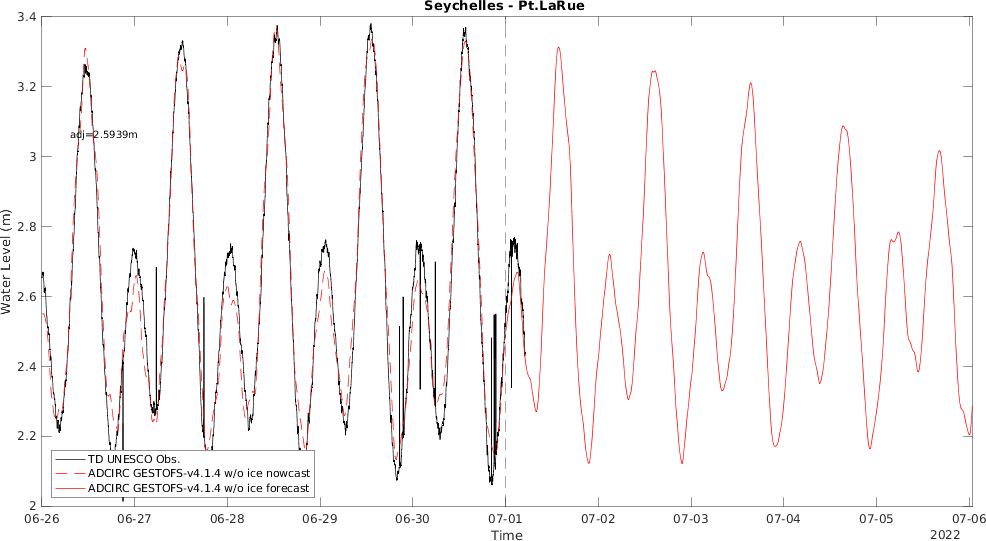 Seychelles - Pt.LaRue
3.4
3.2
3
2.8
2.6
2.4
2.2
2
Water Level (m)
adj=2.5939m
TD UNESCO Obs.
ADCIRC GESTOFS-v4.1.4 w/o ice nowcast
ADCIRC GESTOFS-v4.1.4 w/o ice forecast
06-26 06-27 06-28 06-29 06-30 07-01 07-02 07-03 07-04 07-05 07-06
Time
2022